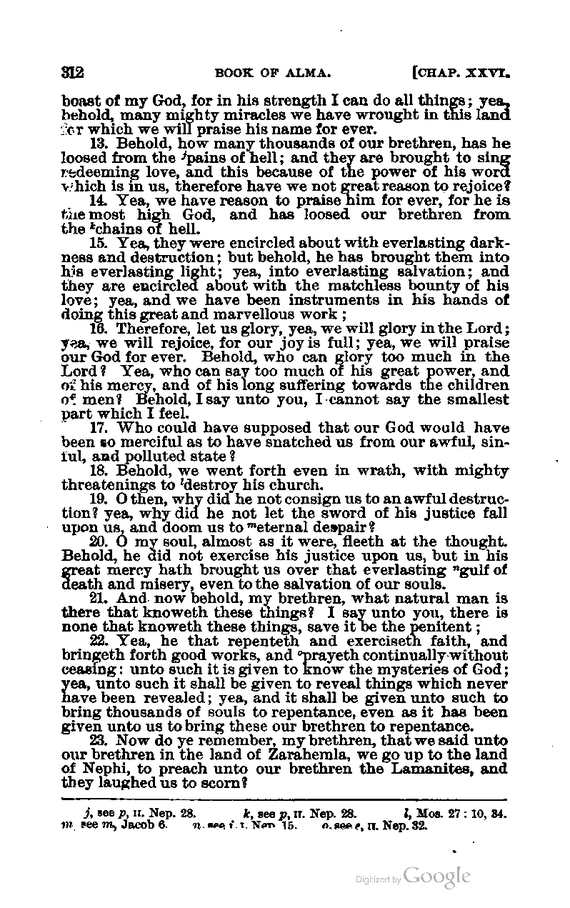 312 BOOK OF ALMA. [CHAP. XXVI.
boast of my God, for in his strength I can do all things; yea,
behold, many mighty miracles we have wrought in this land
for which we will praise his name for ever.
13. Behold, how many thousands of our brethren, has he
loosed from the ʲpains of hell; and they are brought to sing
redeeming love, and this because of the power of his word
which is in us, therefore have we not great reason to rejoice?
14. Yea, we have reason to praise him for ever, for he is
the most high God, and has loosed our brethren from
the ᵏchains of hell.
15. Yea, they were encircled about with everlasting dark-
ness and destruction; but behold, he has brought them into
his everlasting light; yea, into everlasting salvation; and
they are encircled about with the matchless bounty of his
love; yea, and we have been instruments in his hands of
doing this great and marvellous work;
16. Therefore, let us glory, yea, we will glory in the Lord;
yea, we will rejoice, for our joy is full; yea, we will praise
our God for ever. Behold, who can glory too much in the
Lord? Yea, who can say too much of his great power, and
of his mercy, and of his long suffering towards the children
of men? Behold, I say unto you, I cannot say the smallest
part which I feel.
17. Who could have supposed that our God would have
been so merciful as to have snatched us from our awful, sin-
ful, and polluted state?
18. Behold, we went forth even in wrath, with mighty
threatenings to ˡdestroy his church.
19. O then, why did he not consign us to an awful destruc-
tion? yea, why did he not let the sword of his justice fall
upon us, and doom us to ᵐeternal despair?
20. O my soul, almost as it were, fleeth at the thought.
Behold, he did not exercise his justice upon us, but in his
great mercy hath brought us over that everlasting ⁿgulf of
death and misery, even to the salvation of our souls.
21. And now behold, my brethren, what natural man is
there that knoweth these things? I say unto you, there is
none that knoweth these things, save it be the penitent;
22. Yea, he that repenteth and exerciseth faith, and
bringeth forth good works, and ᵒprayeth continually without
ceasing: unto such it is given to know the mysteries of God;
yea, unto such it shall be given to reveal things which never
have been revealed; yea, and it shall be given unto such to
bring thousands of souls to repentance, even as it has been
given unto us to bring these our brethren to repentance.
23. Now do ye remember, my brethren, that we said unto
our brethren in the land of Zarahemla, we go up to the land
of Nephi, to preach unto our brethren the Lamanites, and
they laughed us to scorn?
j, see p, II. Nep. 28. k, see p, II. Nep. 28. l, Mos. 27:10, 34.
m see m, Jacob 6. n. see i. I. Nep. 15. o. see e, II. Nep. 32.
Digitized by Google